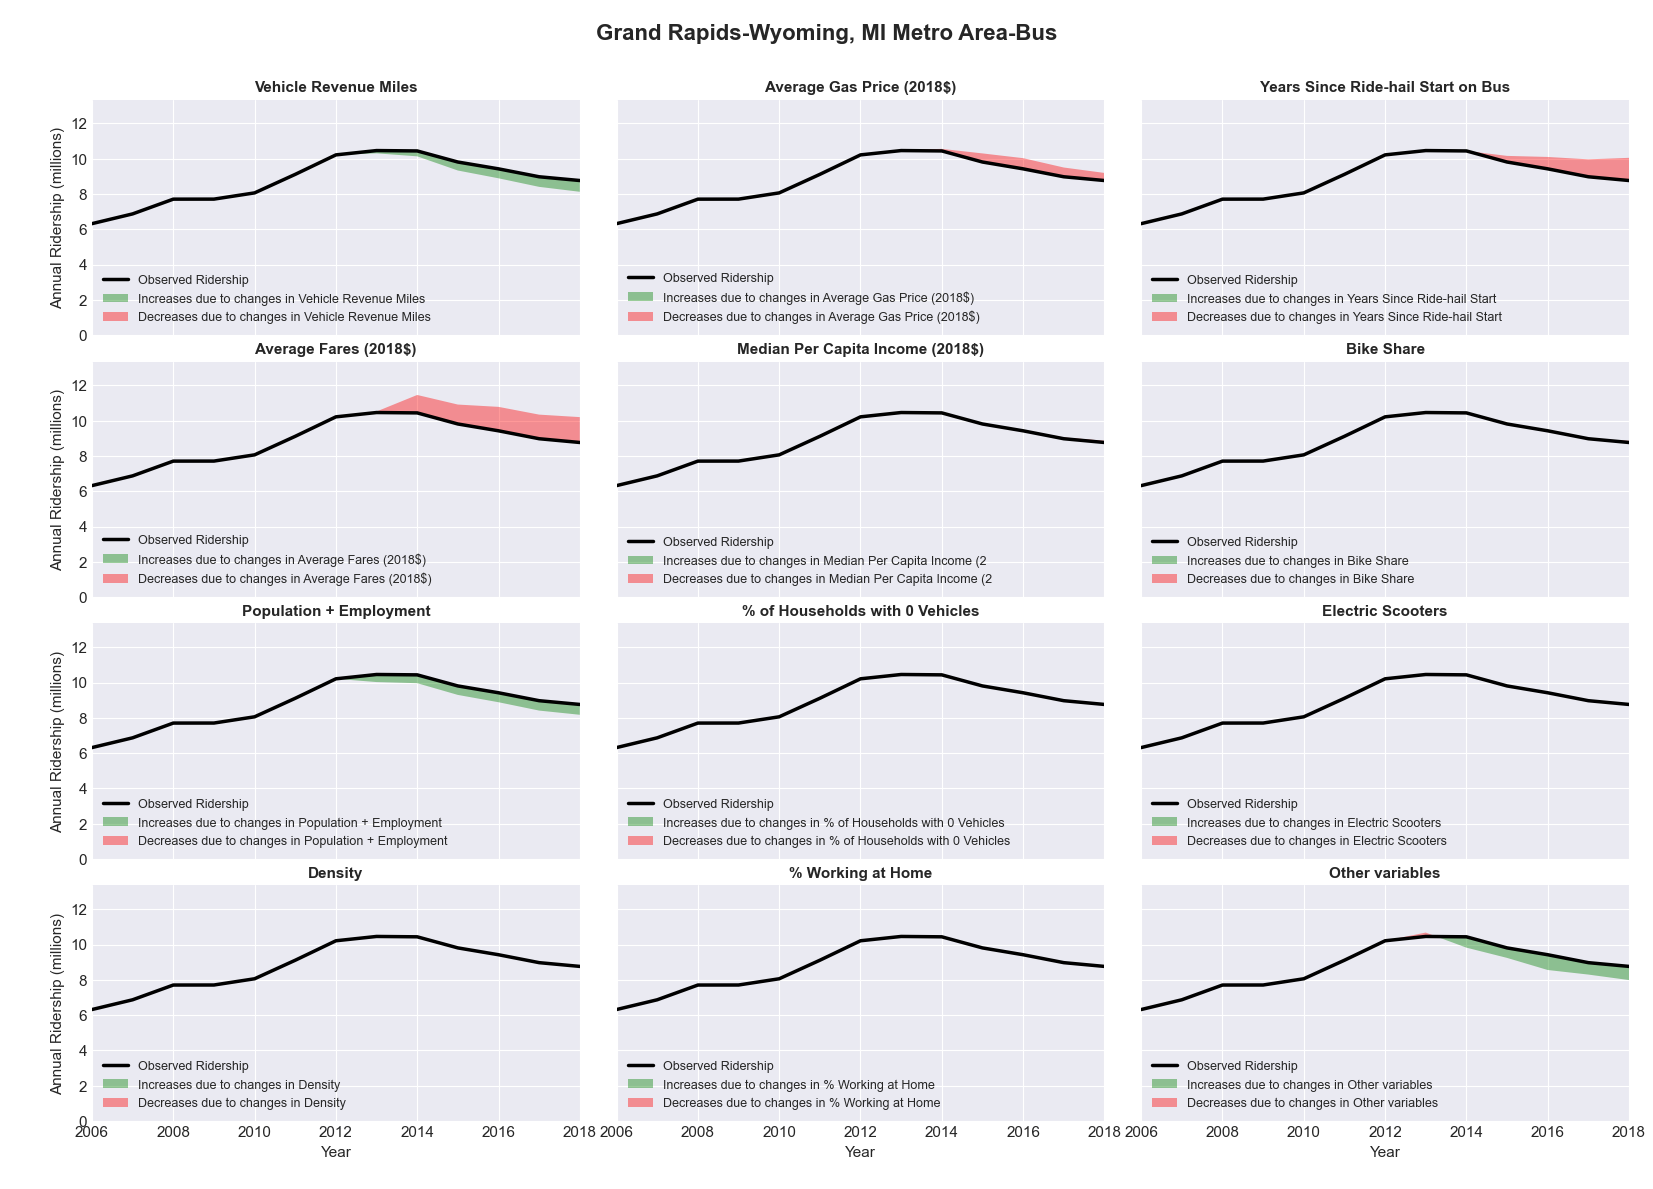 Grand Rapids-Wyoming, MI Metro Area-Bus
Vehicle Revenue Miles
Annual Ridership (millions)
12
10
8
6
4
2
0
Observed Ridership
Increases due to changes in Vehicle Revenue Miles
Decreases due to changes in Vehicle Revenue Miles
Average Gas Price (2018$)
Observed Ridership
Increases due to changes in Average Gas Price (2018$)
Decreases due to changes in Average Gas Price (2018$)
Years Since Ride-hail Start on Bus
Observed Ridership
Increases due to changes in Years Since Ride-hail Start
Decreases due to changes in Years Since Ride-hail Start
Average Fares (2018$)
Annual Ridership (millions)
12
10
8
6
4
2
0
Observed Ridership
Increases due to changes in Average Fares (2018$)
Decreases due to changes in Average Fares (2018$)
Median Per Capita Income (2018$)
Observed Ridership
Increases due to changes in Median Per Capita Income (2
Decreases due to changes in Median Per Capita Income (2
Bike Share
Observed Ridership
Increases due to changes in Bike Share
Decreases due to changes in Bike Share
Population + Employment
Annual Ridership (millions)
12
10
8
6
4
2
0
Observed Ridership
Increases due to changes in Population + Employment
Decreases due to changes in Population + Employment
% of Households with 0 Vehicles
Observed Ridership
Increases due to changes in % of Households with 0 Vehicles
Decreases due to changes in % of Households with 0 Vehicles
Electric Scooters
Observed Ridership
Increases due to changes in Electric Scooters
Decreases due to changes in Electric Scooters
Density
Annual Ridership (millions)
12
10
8
6
4
2
0
Observed Ridership
Increases due to changes in Density
Decreases due to changes in Density
2006 2008 2010 2012 2014 2016 2018
Year
% Working at Home
Observed Ridership
Increases due to changes in % Working at Home
Decreases due to changes in % Working at Home
2006 2008 2010 2012 2014 2016 2018
Year
Other variables
Observed Ridership
Increases due to changes in Other variables
Decreases due to changes in Other variables
2006 2008 2010 2012 2014 2016 2018
Year